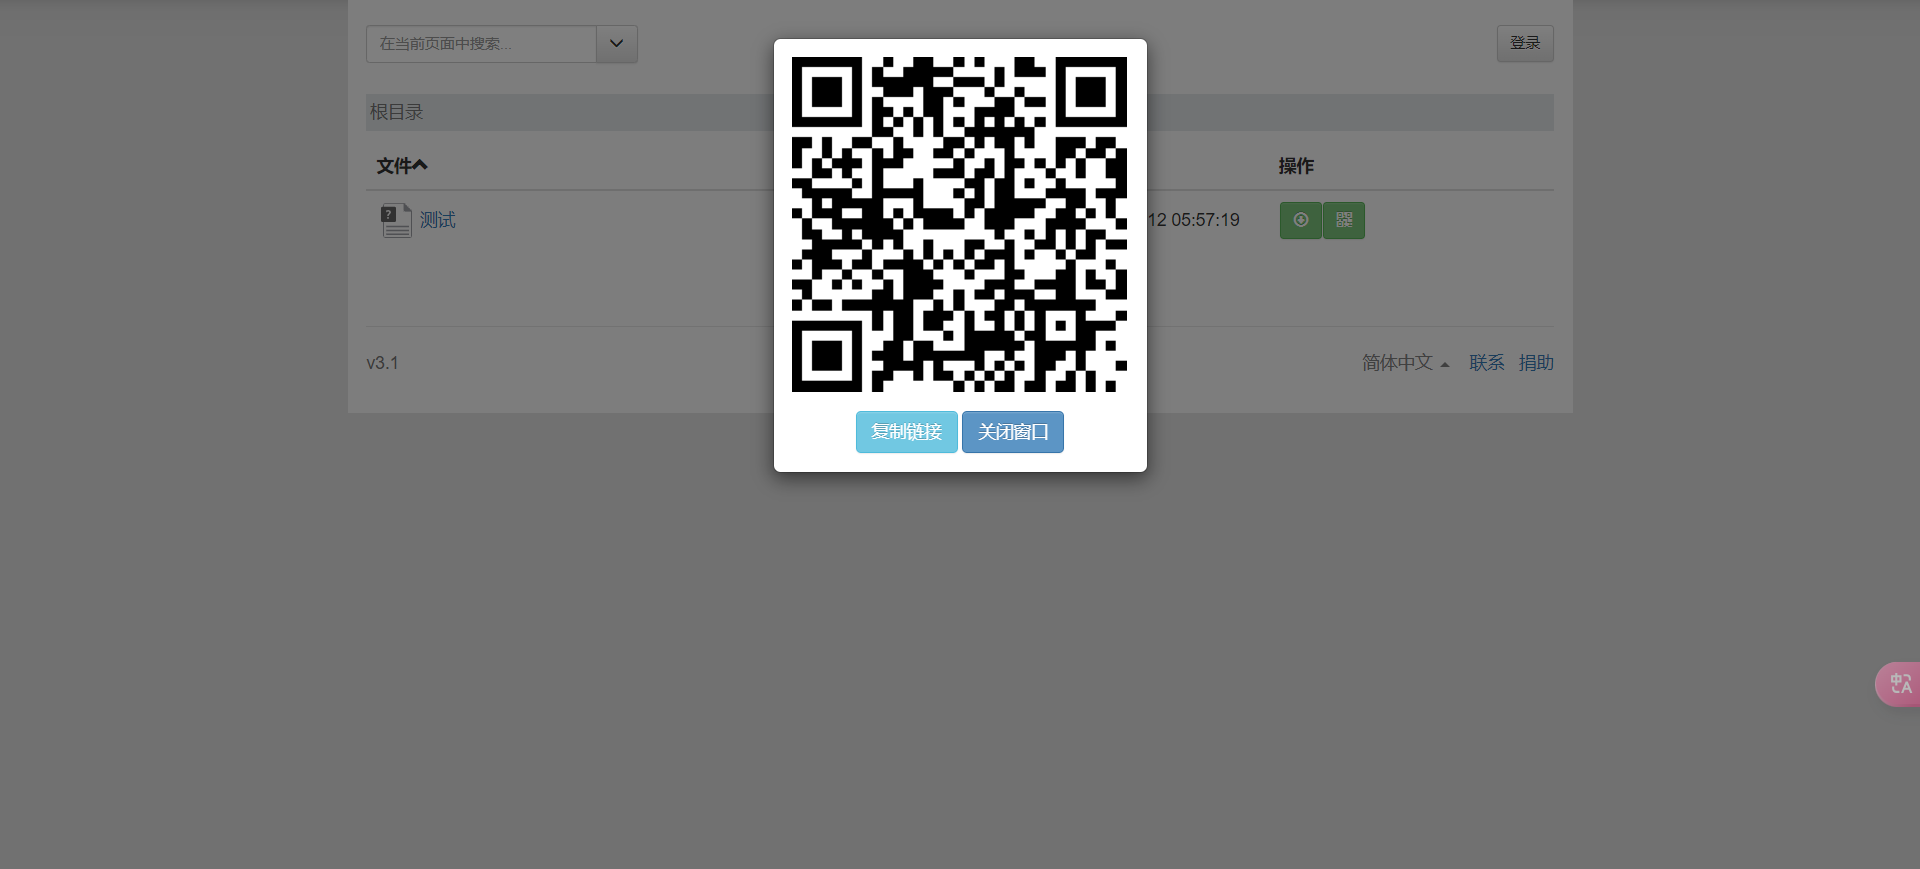 在当前页面中搜索...
登录
根目录
文件
操作
测试
12 05:57:19
v3.1
简体中文
联系
捐助
复制链接
关闭窗口
中A